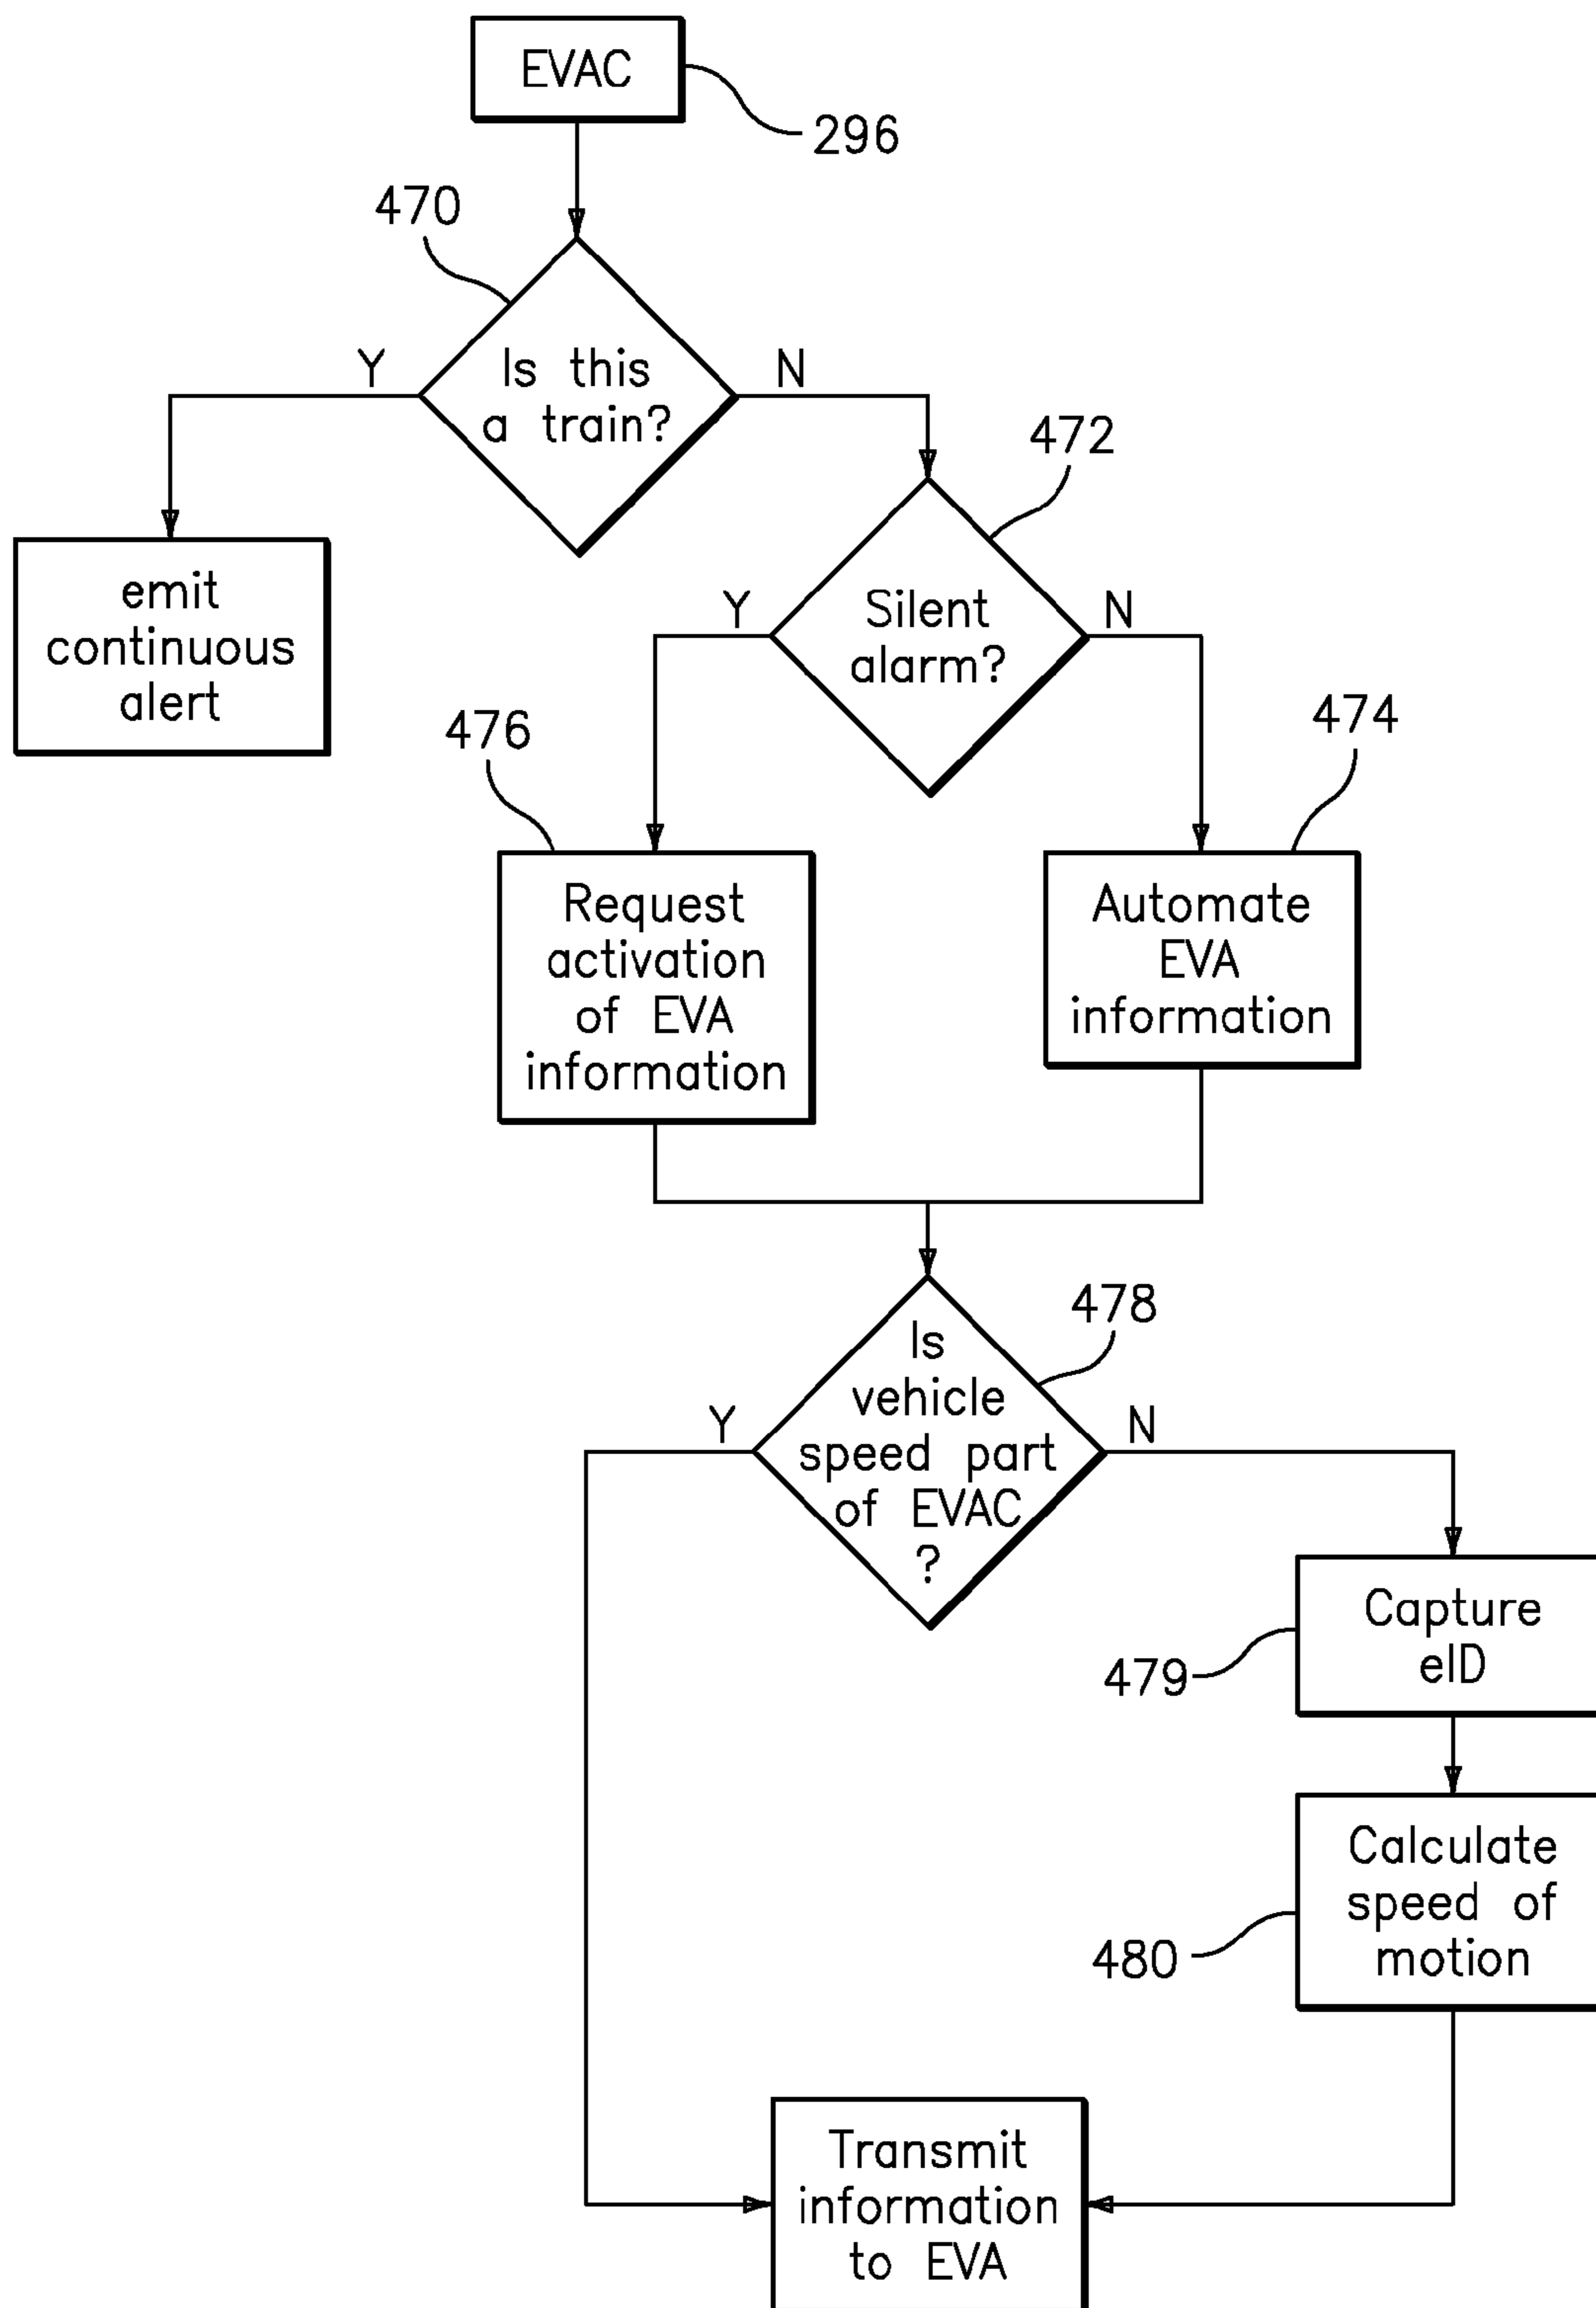 EVAC
296
470
Y
N
Is this
a train?
472
emit
continuous
alert
Y
N
Silent
alarm?
476
474
Request
activation
of EVA
information
Automate
EVA
information
478
Y
N
Is
vehicle
speed part
of EVAC
?
Capture
eID
479
Calculate
speed of
motion
480
Transmit
information
to EVA